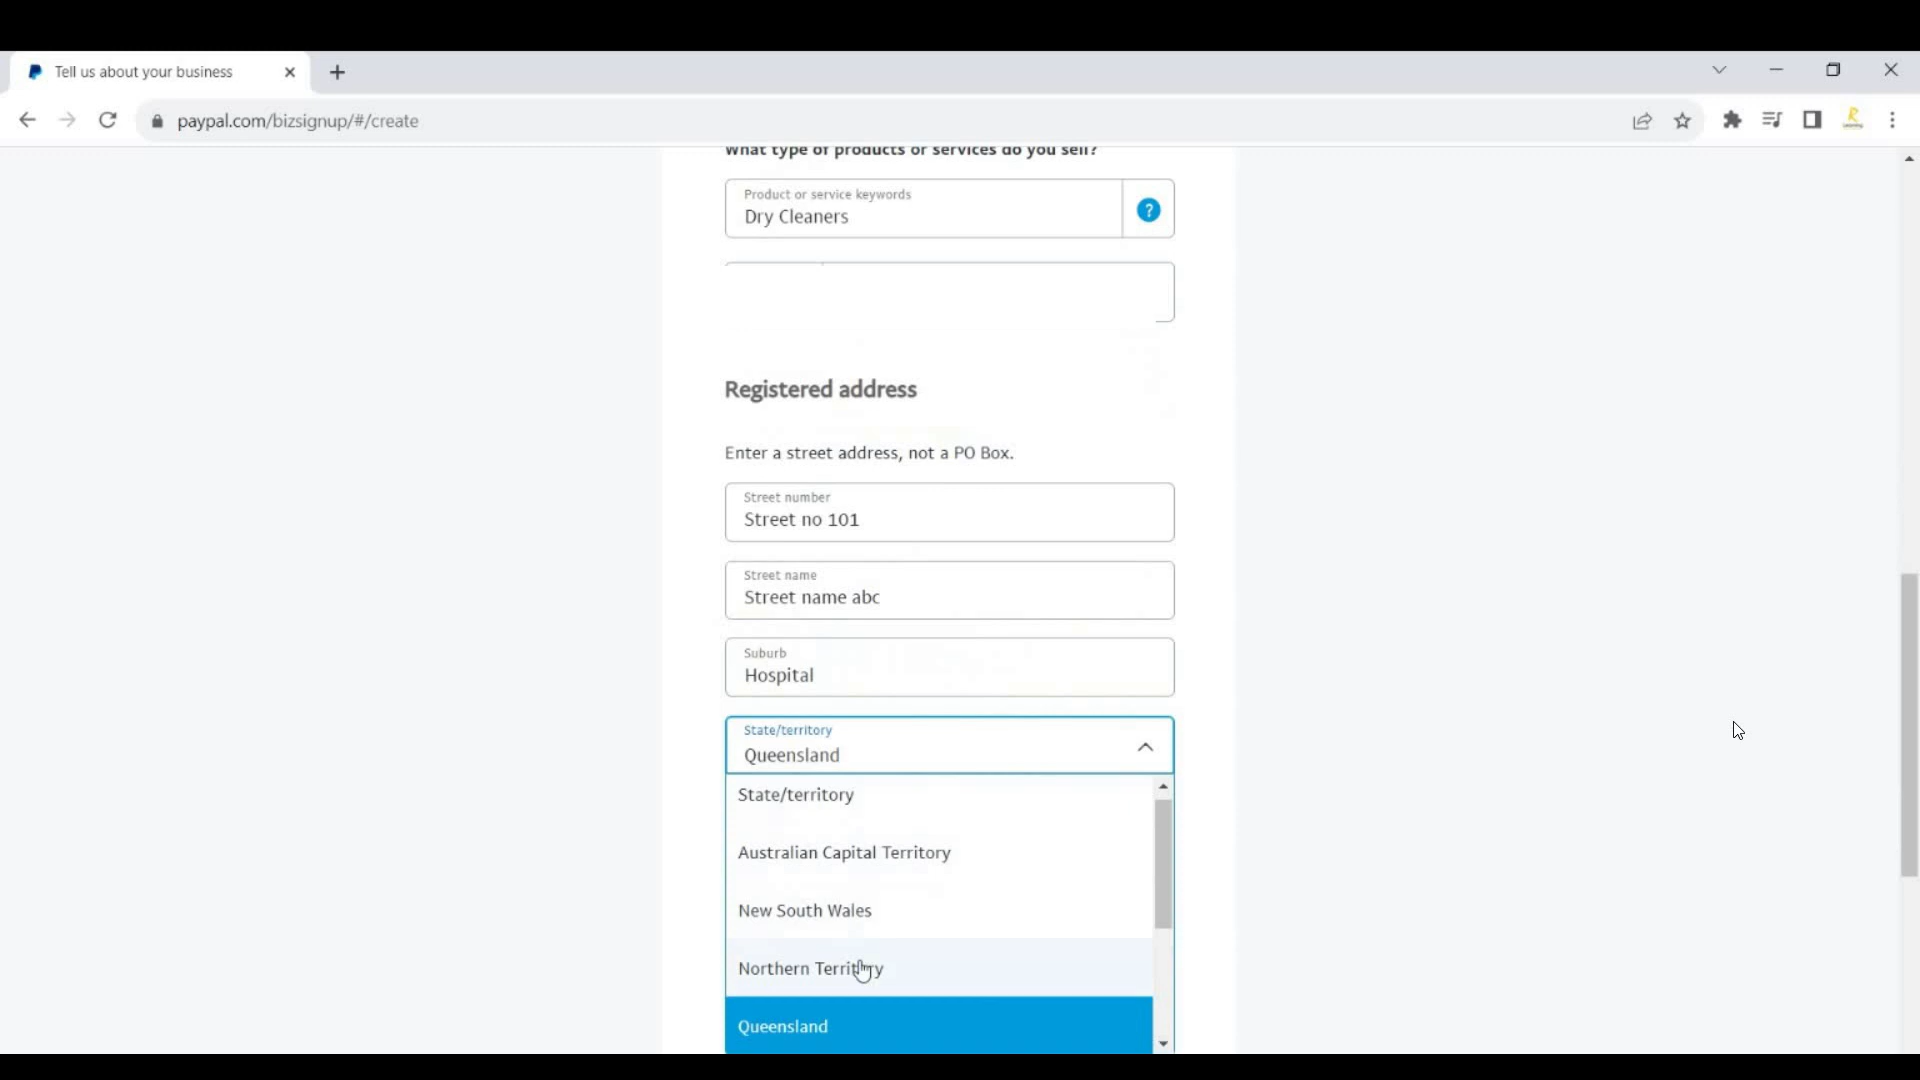 Tell us about your business
paypal.com/bizsignup/#/create
What type of products or services do you sell?
Product or service keywords
Dry Cleaners
?
Registered address
Enter a street address, not a PO Box.
Street number
Street no 101
Street name
Street name abc
Suburb
Hospital
State/territory
Queensland
State/territory
Australian Capital Territory
New South Wales
Northern Territory
Queensland